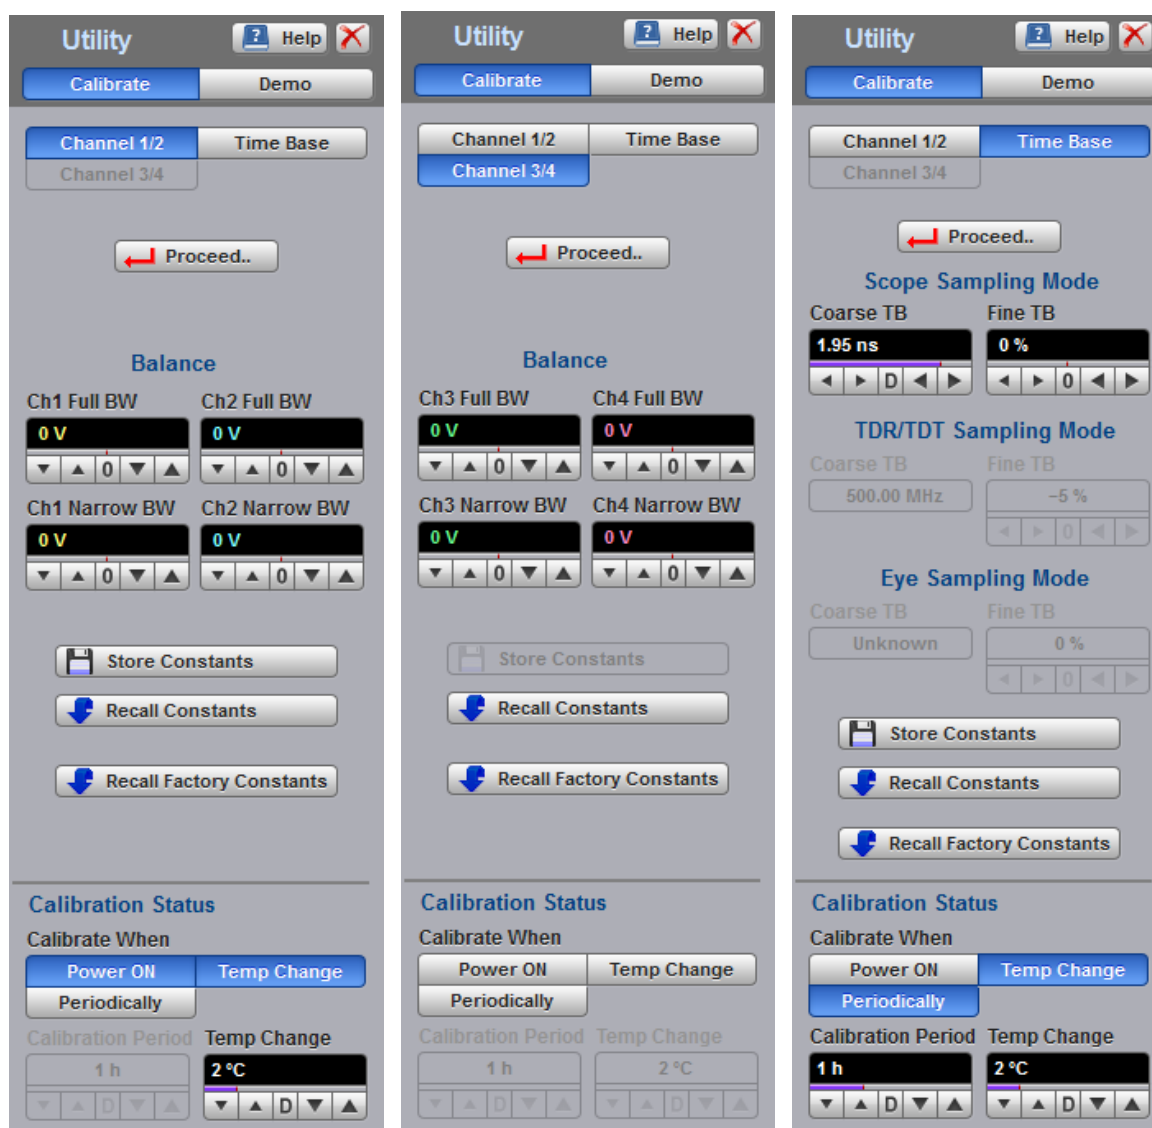 Utility
Help
Calibrate
Demo
Channel 1/2
Time Base
Channel 3/4
Proceed..
Balance
Ch1 Full BW
Ch2 Full BW
0 V
0 V
0
0
Ch1 Narrow BW
Ch2 Narrow BW
0 V
0 V
0
0
Store Constants
Recall Constants
Recall Factory Constants
Calibration Status
Calibrate When
Power ON
Temp Change
Periodically
Calibration Period
Temp Change
1 h
2 °C
D
D
Utility
Help
Calibrate
Demo
Channel 1/2
Time Base
Channel 3/4
Proceed..
Balance
Ch3 Full BW
Ch4 Full BW
0 V
0 V
0
0
Ch3 Narrow BW
Ch4 Narrow BW
0 V
0 V
0
0
Store Constants
Recall Constants
Recall Factory Constants
Calibration Status
Calibrate When
Power ON
Temp Change
Periodically
Calibration Period
Temp Change
1 h
2 °C
D
D
Utility
Help
Calibrate
Demo
Channel 1/2
Time Base
Channel 3/4
Proceed..
Scope Sampling Mode
Coarse TB
Fine TB
1.95 ns
0 %
D
0
TDR/TDT Sampling Mode
Coarse TB
Fine TB
500.00 MHz
−5 %
0
Eye Sampling Mode
Coarse TB
Fine TB
Unknown
0 %
0
Store Constants
Recall Constants
Recall Factory Constants
Calibration Status
Calibrate When
Power ON
Temp Change
Periodically
Calibration Period
Temp Change
1 h
2 °C
D
D